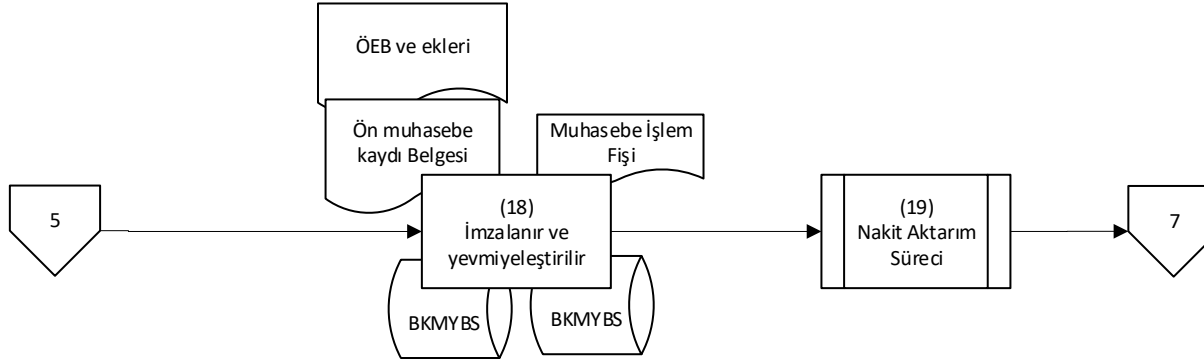 ÖEB ve ekleri
Ön muhasebe
kaydı Belgesi
Muhasebe İşlem
Fişi
5
(18)
İmzalanır ve
yevmiyeleştirilir
(19)
Nakit Aktarım
Süreci
7
BKMYBS
BKMYBS